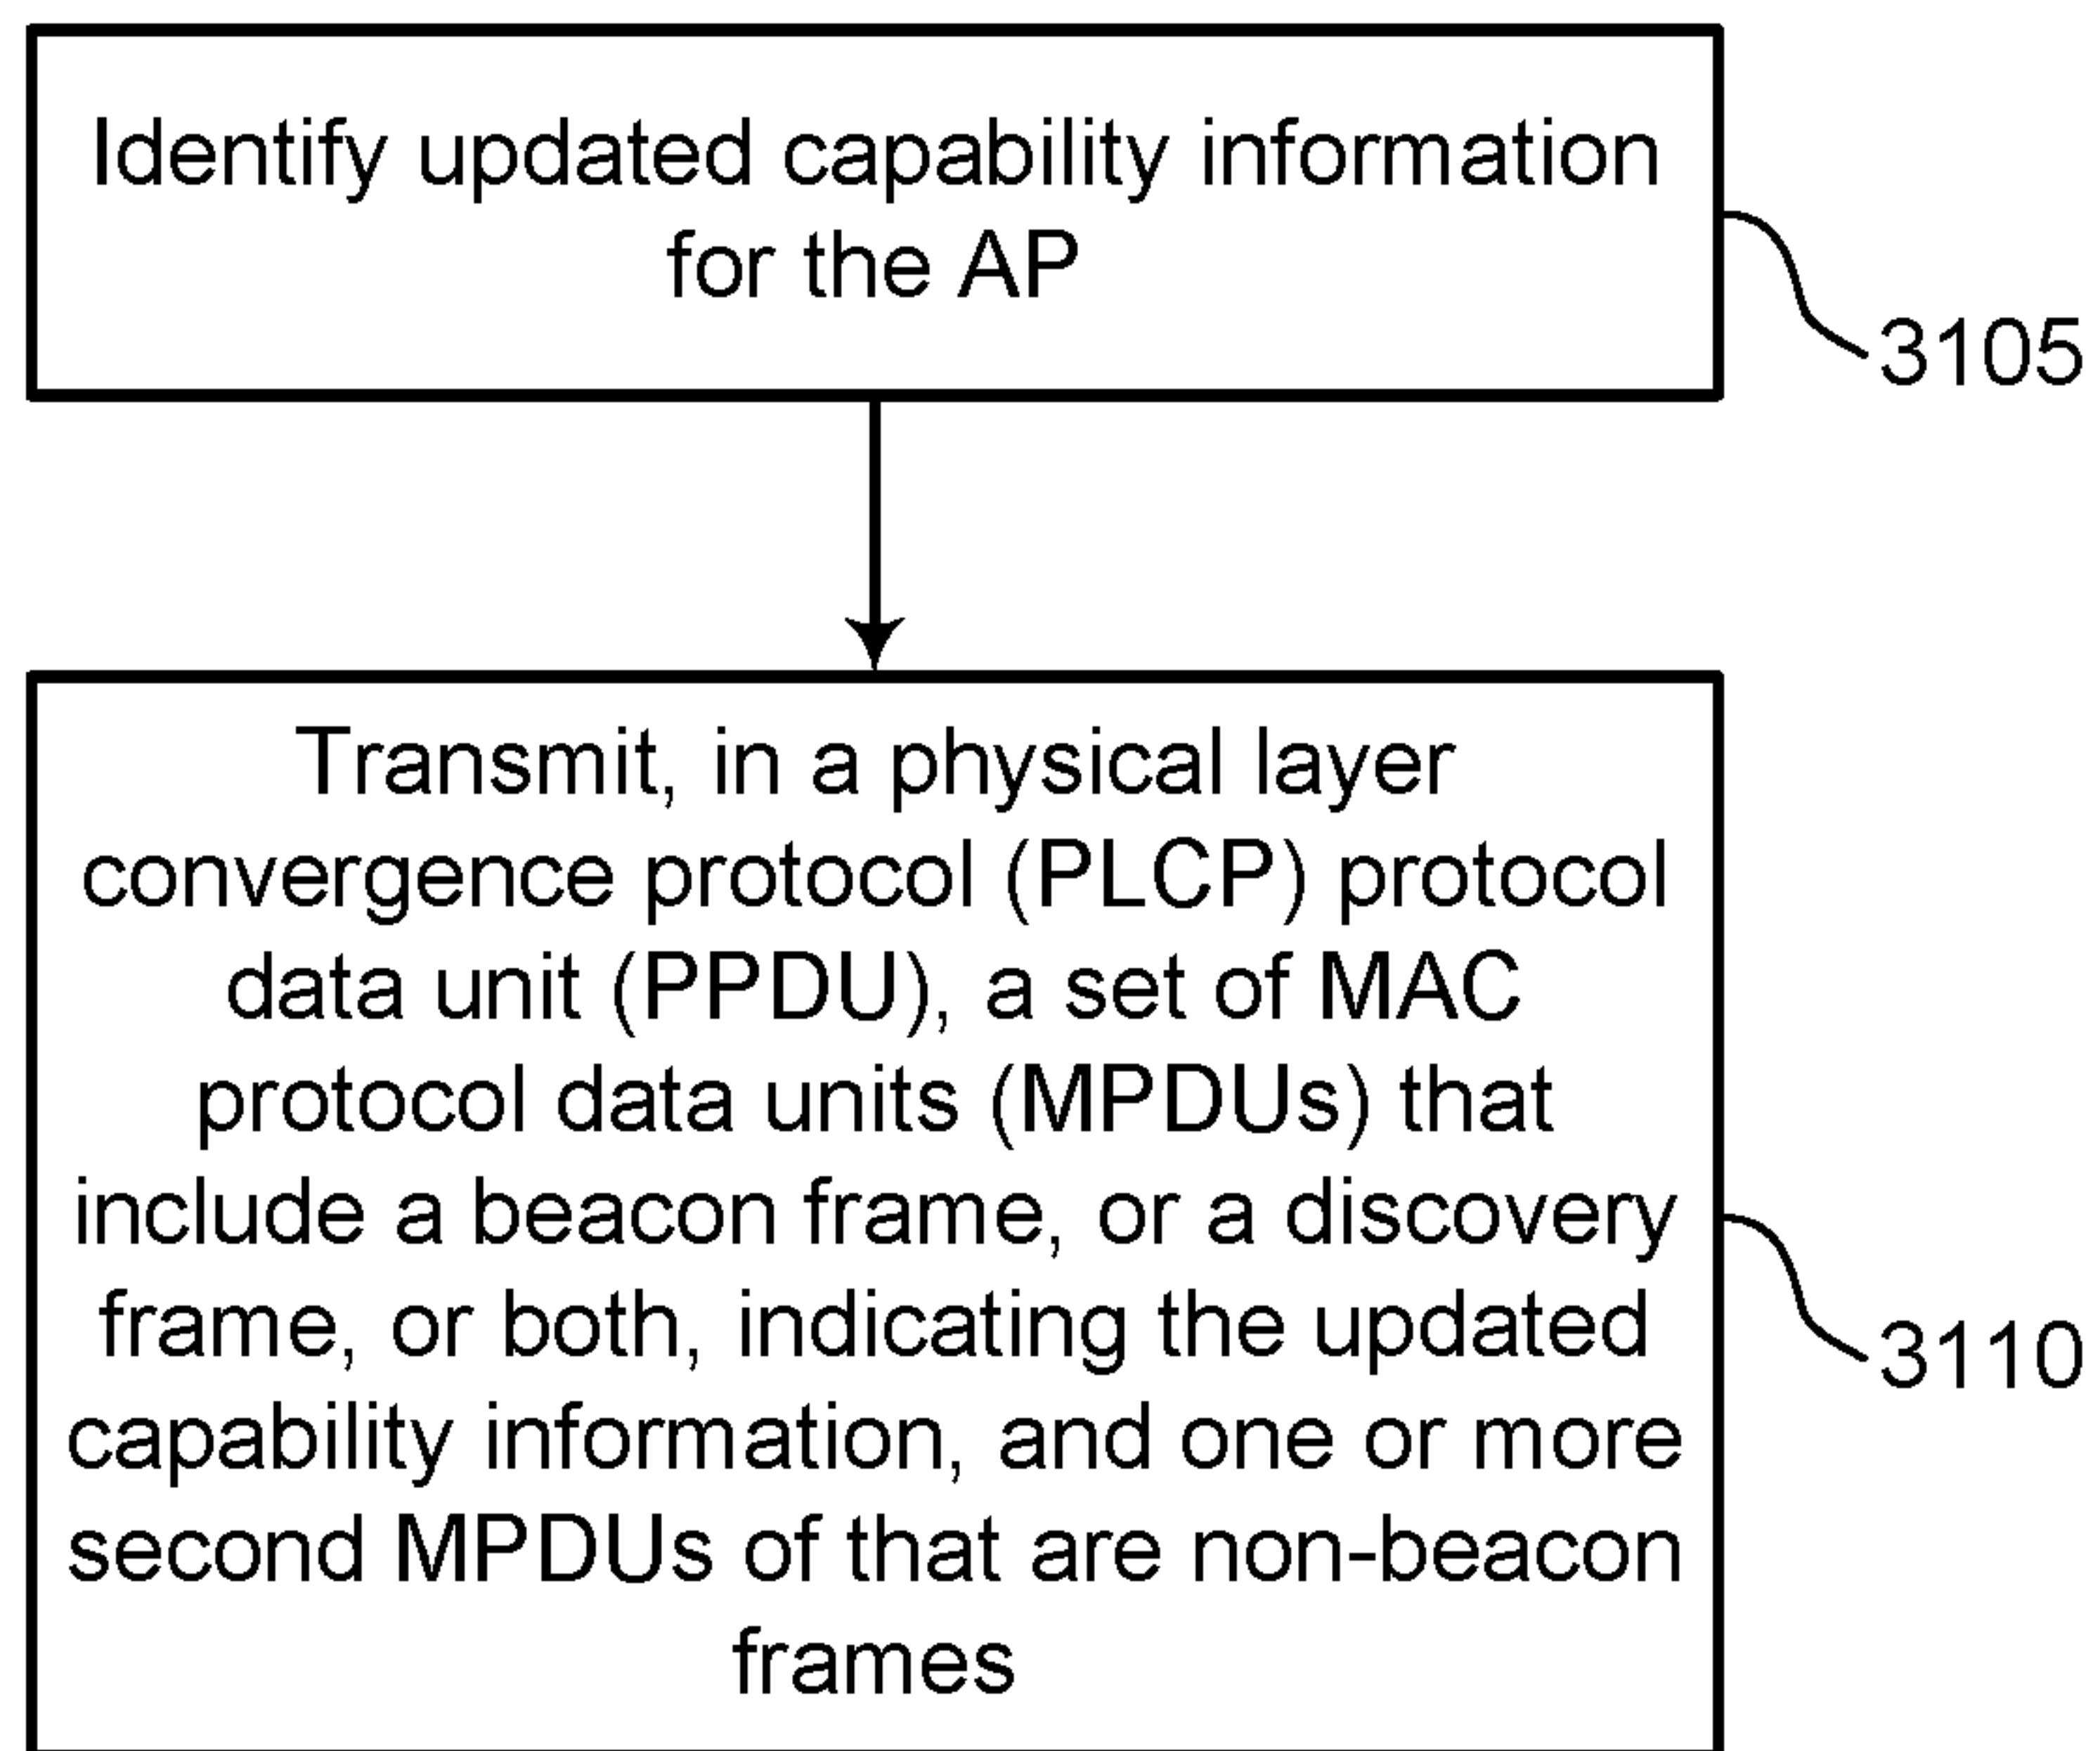 Identify updated capability information
for the AP
3105
Transmit, in a physical layer
convergence protocol (PLCP) protocol
data unit (PPDU), a set of MAC
protocol data units (MPDUs) that
include a beacon frame, or a discovery
frame, or both, indicating the updated
capability information, and one or more
second MPDUs of that are non-beacon
frames
3110